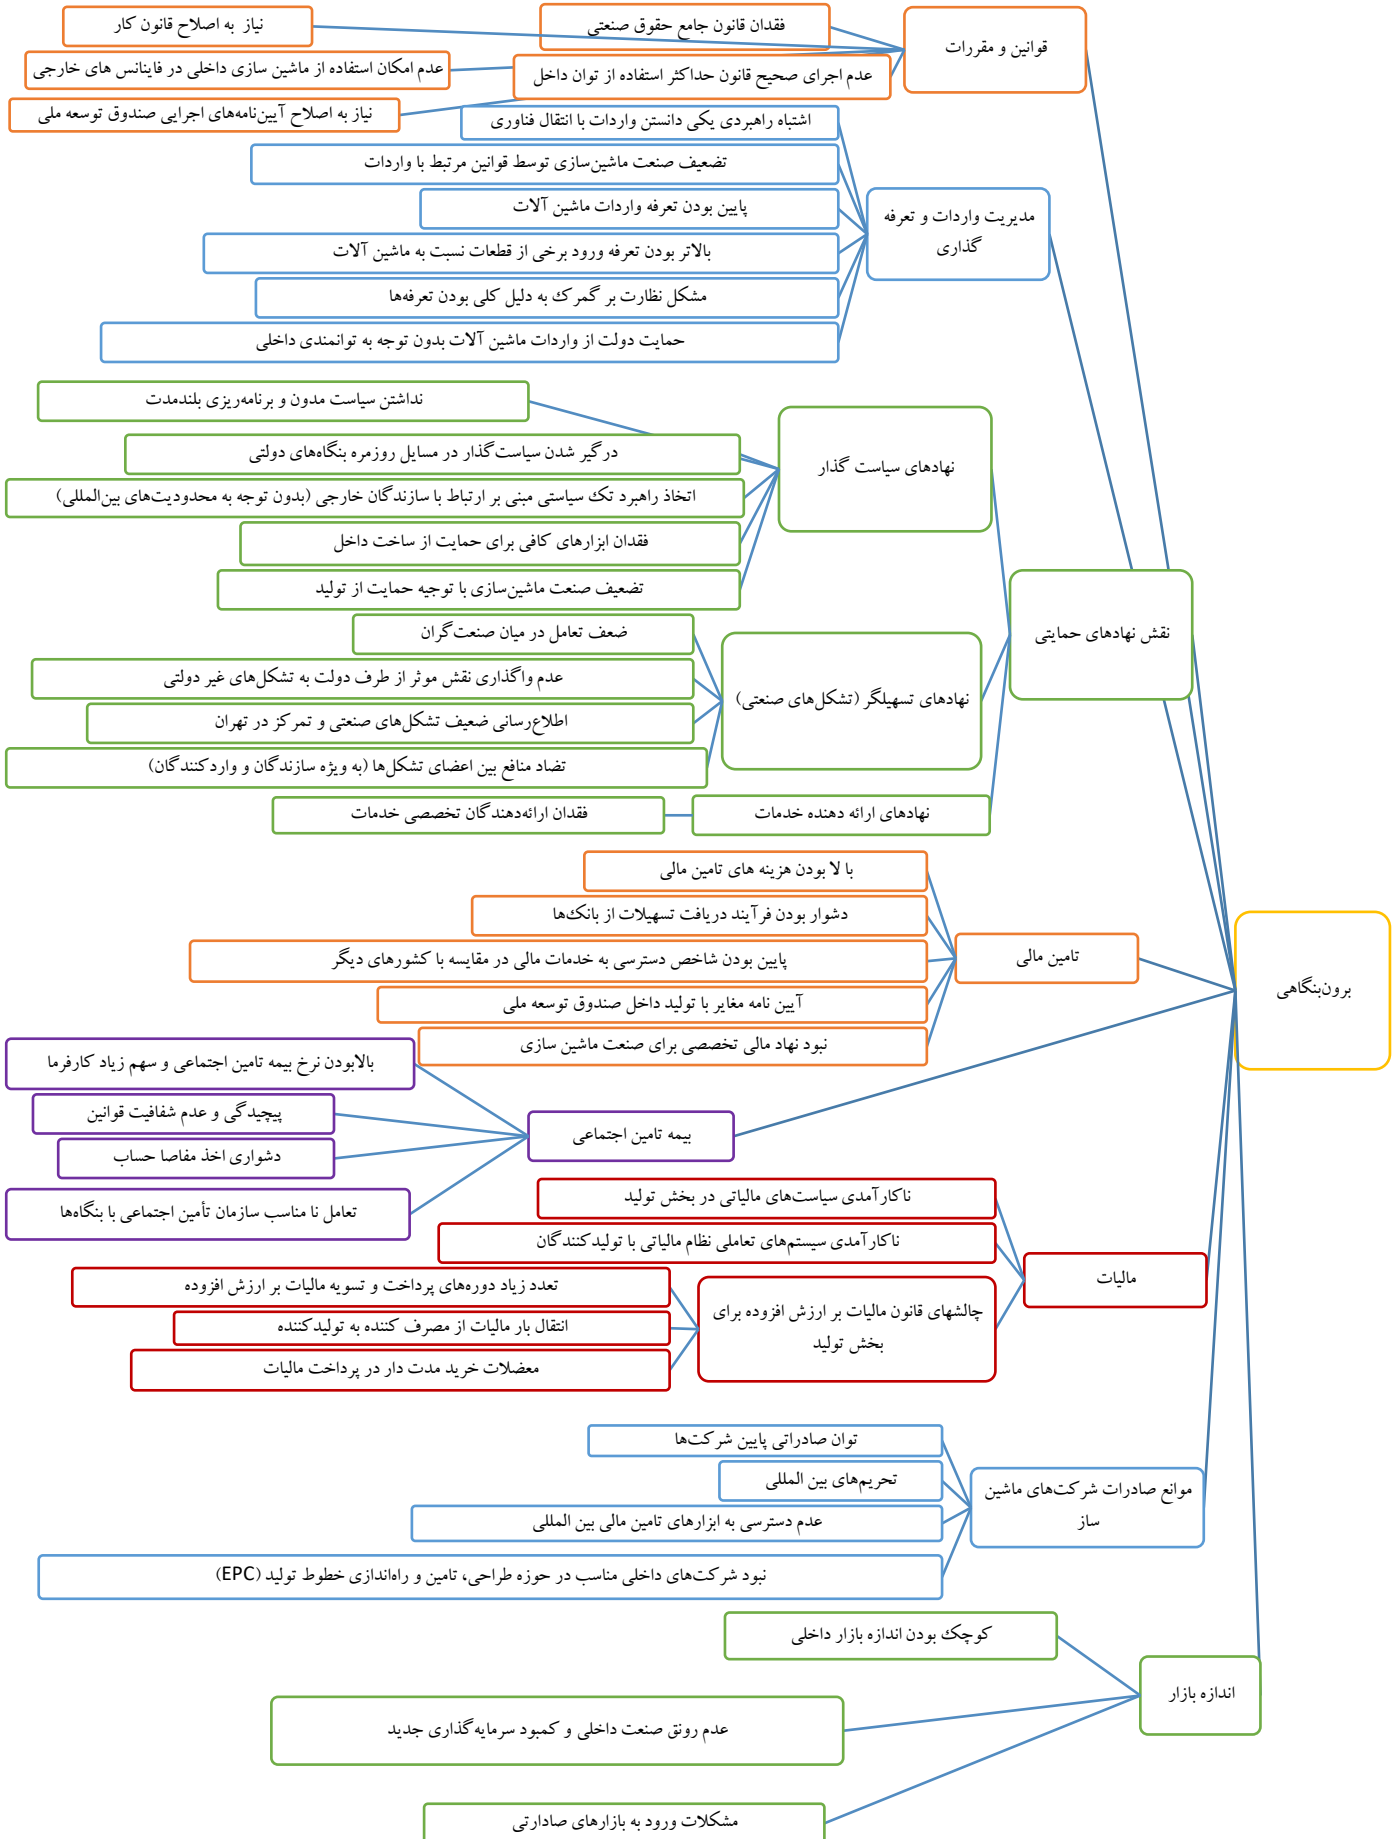 برون‌بنگاهی
قوانین و مقررات
فقدان قانون جامع حقوق صنعتی
نیاز به اصلاح قانون کار
عدم اجرای صحیح قانون حداکثر استفاده از توان داخل
عدم امکان استفاده از ماشین سازی داخلی در فاینانس های خارجی
نیاز به اصلاح آیین‌نامه‌های اجرایی صندوق توسعه ملی
مدیریت واردات و تعرفه
گذاری
اشتباه راهبردی یکی دانستن واردات با انتقال فناوری
تضعیف صنعت ماشین‌سازی توسط قوانین مرتبط با واردات
پایین بودن تعرفه واردات ماشین آلات
بالاتر بودن تعرفه ورود برخی از قطعات نسبت به ماشین آلات
مشکل نظارت بر گمرک به دلیل کلی بودن تعرفه‌ها
حمایت دولت از واردات ماشین آلات بدون توجه به توانمندی داخلی
نقش نهادهای حمایتی
نهادهای سیاست گذار
نداشتن سیاست مدون و برنامه‌ریزی بلندمدت
درگیر شدن سیاست‌گذار در مسایل روزمره بنگاه‌های دولتی
اتخاذ راهبرد تک سیاستی مبنی بر ارتباط با سازندگان خارجی (بدون توجه به محدودیت‌های بین‌المللی)
فقدان ابزارهای کافی برای حمایت از ساخت داخل
تضعیف صنعت ماشین‌سازی با توجیه حمایت از تولید
نهادهای تسهیلگر (تشکل‌های صنعتی)
ضعف تعامل در میان صنعت‌گران
عدم واگذاری نقش موثر از طرف دولت به تشکل‌های غیر دولتی
اطلاع‌رسانی ضعیف تشکل‌های صنعتی و تمرکز در تهران
تضاد منافع بین اعضای تشکل‌ها (به ویژه سازندگان و واردکنندگان)
نهادهای ارائه دهنده خدمات
فقدان ارائه‌دهندگان تخصصی خدمات
تامین مالی
با لا بودن هزینه های تامین مالی
دشوار بودن فرآیند دریافت تسهیلات از بانک‌ها
پایین بودن شاخص دسترسی به خدمات مالی در مقایسه با کشورهای دیگر
آیین نامه مغایر با تولید داخل صندوق توسعه ملی
نبود نهاد مالی تخصصی برای صنعت ماشین سازی
بیمه تامین اجتماعی
بالابودن نرخ بیمه تامین اجتماعی و سهم زیاد کارفرما
پیچیدگی و عدم شفافیت قوانین
دشواری اخذ مفاصا حساب
تعامل نا مناسب سازمان تأمین اجتماعی با بنگاه‌ها
مالیات
ناکارآمدی سیاست‌های مالیاتی در بخش تولید
ناکارآمدی سیستم‌های تعاملی نظام مالیاتی با تولیدکنندگان
چالشهای قانون مالیات بر ارزش افزوده برای
بخش تولید
تعدد زیاد دوره‌های پرداخت و تسویه مالیات بر ارزش افزوده
انتقال بار مالیات از مصرف کننده به تولیدکننده
معضلات خرید مدت دار در پرداخت مالیات
موانع صادرات شرکت‌های ماشین
ساز
توان صادراتی پایین شرکت‌ها
تحریم‌های بین المللی
عدم دسترسی به ابزارهای تامین مالی بین المللی
نبود شرکت‌های داخلی مناسب در حوزه طراحی، تامین و راه‌اندازی خطوط تولید (EPC)
اندازه بازار
کوچک بودن اندازه بازار داخلی
عدم رونق صنعت داخلی و کمبود سرمایه‌گذاری جدید
مشکلات ورود به بازارهای صادراتی